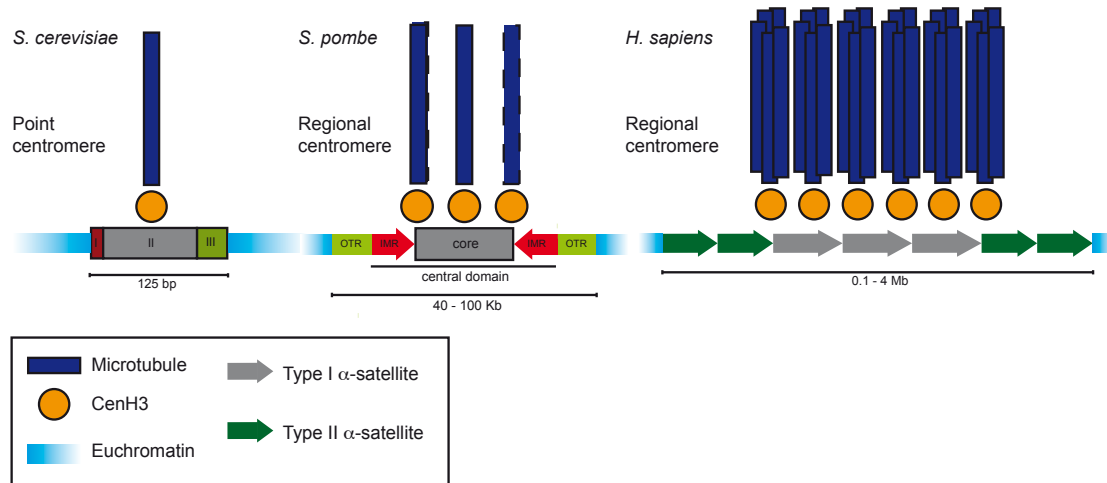 S. cerevisiae
Point
centromere
I II III
125 bp
S. pombe
Regional
centromere
OTR IMR core IMR OTR
central domain
40 - 100 Kb
H. sapiens
Regional
centromere
0.1 - 4 Mb
Microtubule
CenH3
Euchromatin
Type I α-satellite
Type II α-satellite